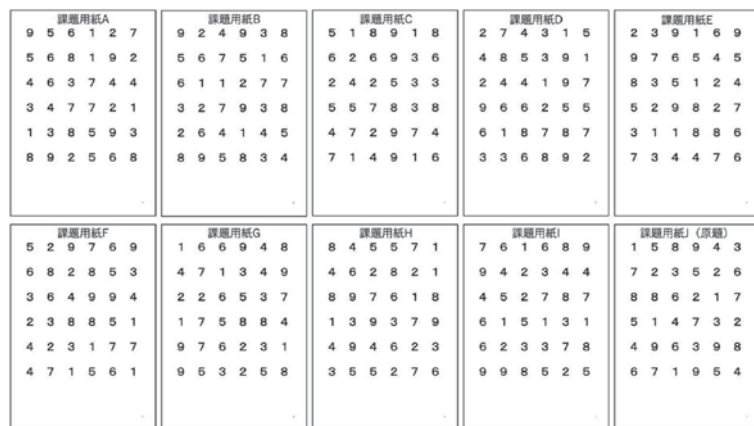 課題用紙A
9 5 6 1 2 7
5 6 8 1 9 2
4 6 3 7 4 4
3 4 7 7 2 1
1 3 8 5 9 3
8 9 2 5 6 8
課題用紙B
9 2 4 9 3 8
5 6 7 5 1 6
6 1 1 2 7 7
3 2 7 9 3 8
2 6 4 1 4 5
8 9 5 8 3 4
課題用紙C
5 1 8 9 1 8
6 2 6 9 3 6
2 4 2 5 3 3
5 5 7 8 3 8
4 7 2 9 7 4
7 1 4 9 1 6
課題用紙D
2 7 4 3 1 5
4 8 5 3 9 1
2 4 4 1 9 7
9 6 6 2 5 5
6 1 8 7 8 7
3 3 6 8 9 2
課題用紙E
2 3 9 1 6 9
9 7 6 5 4 5
8 3 5 1 2 4
5 2 9 8 2 7
3 1 1 8 8 6
7 3 4 4 7 6
課題用紙F
5 2 9 7 6 9
6 8 2 8 5 3
3 6 4 9 9 4
2 3 8 8 5 1
4 2 3 1 7 7
4 7 1 5 6 1
課題用紙G
1 6 6 9 4 8
4 7 1 3 4 9
2 2 6 5 3 7
1 7 5 8 8 4
9 7 6 2 3 1
9 5 3 2 5 8
課題用紙H
8 4 5 5 7 1
4 6 2 8 2 1
8 9 7 6 1 8
1 3 9 3 7 9
4 9 4 6 2 3
3 5 5 2 7 6
課題用紙I
7 6 1 6 8 9
9 4 2 3 4 4
4 5 2 7 8 7
6 1 5 1 3 1
6 2 3 3 7 8
9 9 8 5 2 5
課題用紙J（原題）
1 5 8 9 4 3
7 2 3 5 2 6
8 8 6 2 1 7
5 1 4 7 3 2
4 9 6 3 9 8
6 7 1 9 5 4